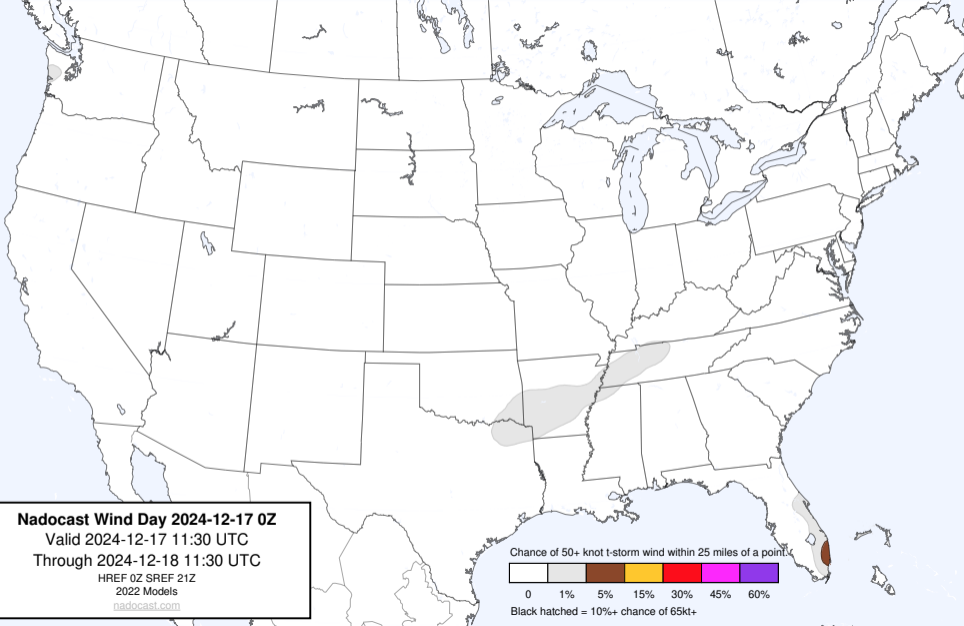 Nadocast Wind Day 2024-12-17 0Z
Valid 2024-12-17 11:30 UTC
Through 2024-12-18 11:30 UTC
HREF 0Z SREF 21Z
2022 Models
nadocast.com
Chance of 50+ knot t-storm wind within 25 miles of a point.
0 1% 5% 15% 30% 45% 60%
Black hatched = 10%+ chance of 65kt+